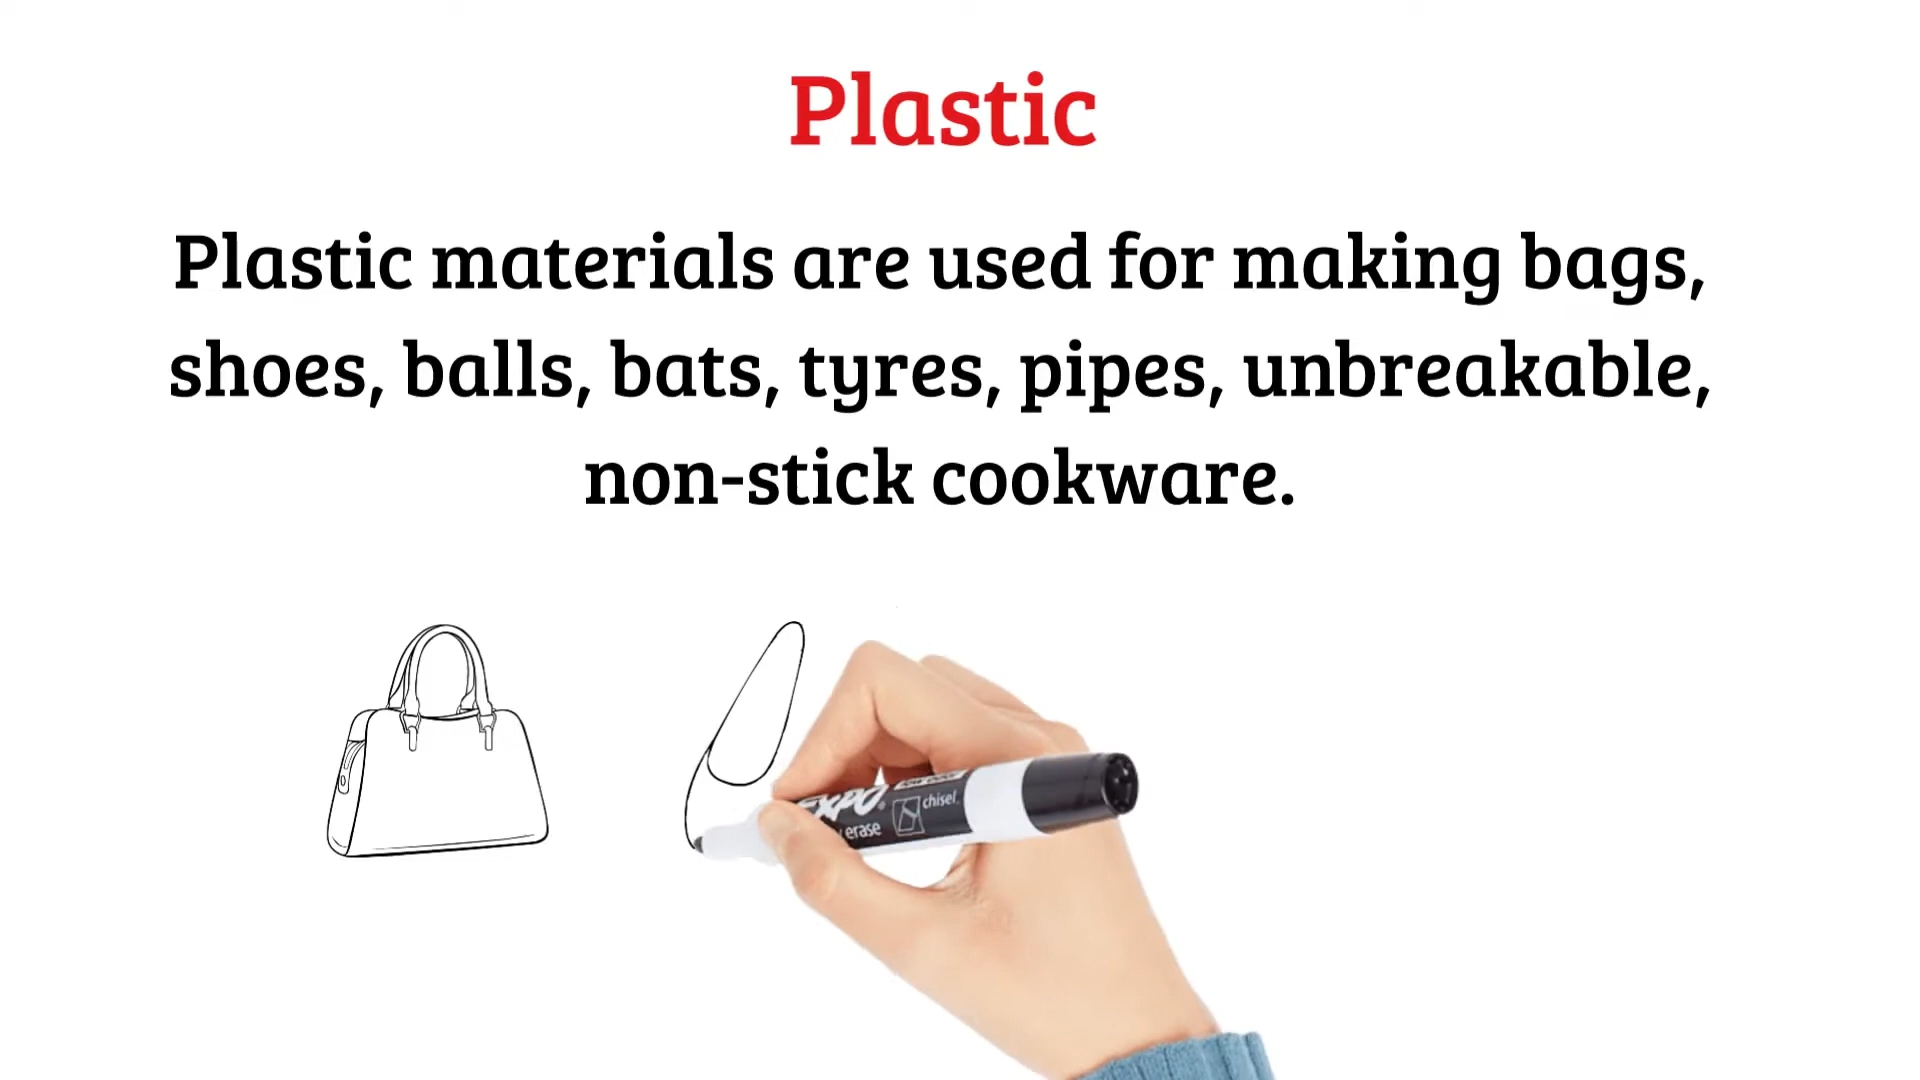 Plastic
Plastic materials are used for making bags,
shoes, balls, bats, tyres, pipes, unbreakable,
non-stick cookware.
EXPO
chisel
erase